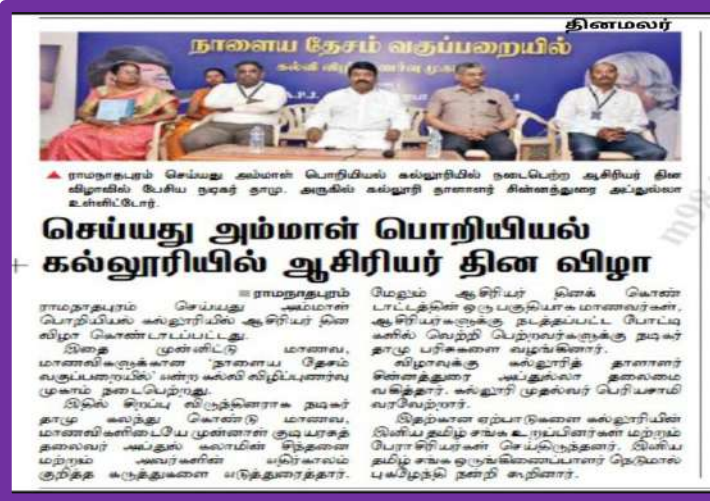 தினமலர்
நாளைய தேசம் வகுப்பறையில்
கல்வி விழிப்புணர்வு முகாம்
A.P.J.
ராமநாதபுரம் செய்யது அம்மாள் பொறியியல் கல்லூரியில் நடைபெற்ற ஆசிரியர் தின
விழாவில் பேசிய நடிகர் தாமு. அருகில் கல்லூரி தாளாளர் சின்னத்துரை அப்துல்லா
உள்ளிட்டோர்.
செய்யது அம்மாள் பொறியியல்
கல்லூரியில் ஆசிரியர் தின விழா
ராமநாதபுரம்
ராமநாதபுரம் செய்யது அம்மாள்
பொறியியல் கல்லூரியில் ஆசிரியர் தின
விழா கொண்டாடப்பட்டது.
இதை முன்னிட்டு மாணவ,
மாணவிகளுக்கான 'நாளைய தேசம்
வகுப்பறையில்' என்ற கல்வி விழிப்புணர்வு
முகாம் நடைபெற்றது.
இதில் சிறப்பு விருந்தினராக நடிகர்
தாமு கலந்து கொண்டு மாணவ,
மாணவிகளிடையே முன்னாள் குடியரசுத்
தலைவர் அப்துல் கலாமின் சிந்தனை
மற்றும் அவர்களின் எதிர்காலம்
குறித்த கருத்துகளை எடுத்துரைத்தார்.
மேலும் ஆசிரியர் தினக் கொண்
டாட்டத்தின் ஒரு பகுதியாக மாணவர்கள்,
ஆசிரியர்களுக்கு நடத்தப்பட்ட போட்டி
களில் வெற்றி பெற்றவர்களுக்கு நடிகர்
தாமு பரிசுகளை வழங்கினார்.
விழாவுக்கு கல்லூரித் தாளாளர்
சின்னத்துரை அப்துல்லா தலைமை
வகித்தார். கல்லூரி முதல்வர் பெரியசாமி
வரவேற்றார்.
இதற்கான ஏற்பாடுகளை கல்லூரியின்
இனிய தமிழ் சங்க உறுப்பினர்கள் மற்றும்
பேராசிரியர்கள் செய்திருந்தனர். இனிய
தமிழ் சங்க ஒருங்கிணைப்பாளர் நெடுமால்
புகழேந்தி நன்றி கூறினார்.